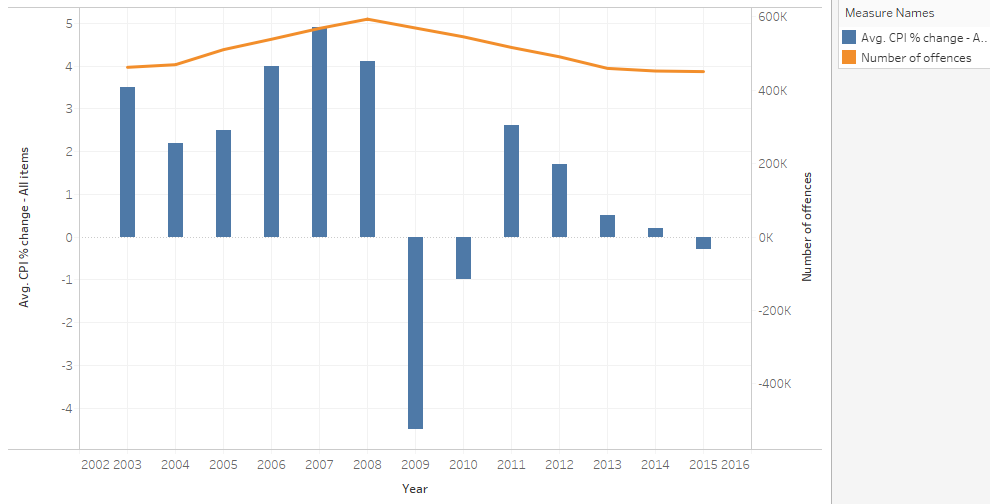 Measure Names
Avg. CPI % change - A..
Number of offences
Avg. CPI % change - All items
5
4
3
2
1
0
-1
-2
-3
-4
600K
400K
200K
0K
-200K
-400K
Number of offences
2002 2003 2004 2005 2006 2007 2008 2009 2010 2011 2012 2013 2014 2015 2016
Year